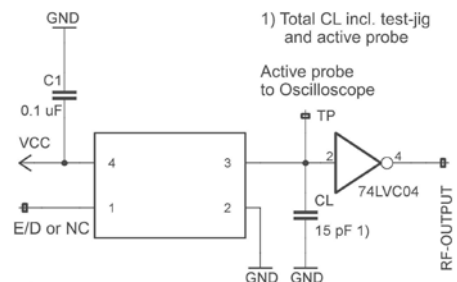 GND
1) Total CL incl. test-jig
and active probe
C1
0.1 uF
Active probe
to Oscilloscope
TP
VCC
4
3
2
4
74LVC04
1
2
E/D or NC
CL
15 pF 1)
RF-OUTPUT
GND
GND